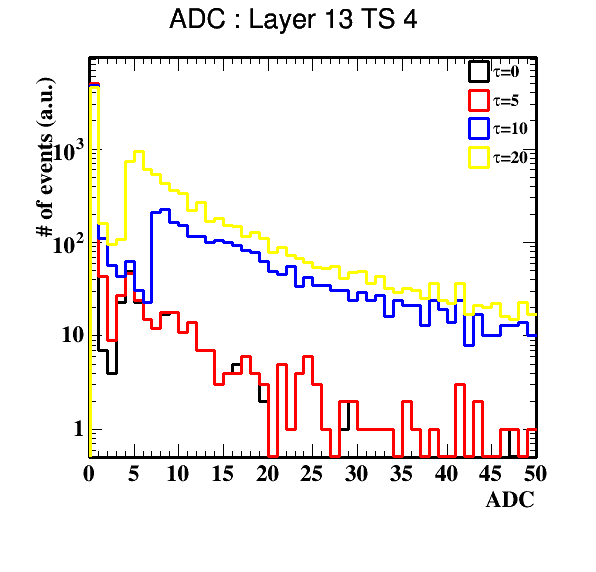 ADC : Layer 13 TS 4
# of events (a.u.)
10³
10²
10
1
τ=0
τ=5
τ=10
τ=20
0 5 10 15 20 25 30 35 40 45 50
ADC